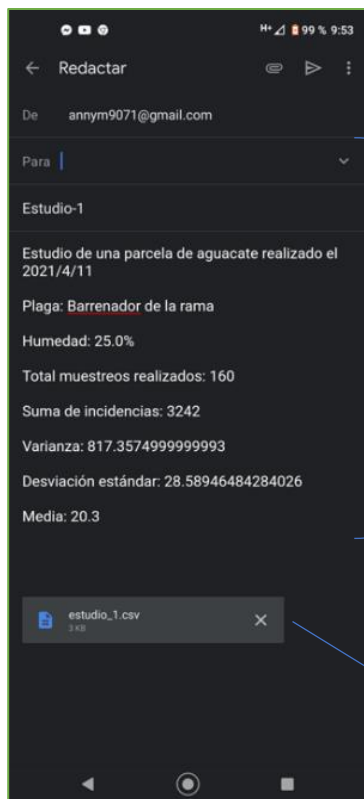 H+ 99 % 9:53
Redactar
De annym9071@gmail.com
Para
Estudio-1
Estudio de una parcela de aguacate realizado el
2021/4/11
Plaga: Barrenador de la rama
Humedad: 25.0%
Total muestreos realizados: 160
Suma de incidencias: 3242
Varianza: 817.3574999999993
Desviación estándar: 28.58946484284026
Media: 20.3
estudio_1.csv
3 KB